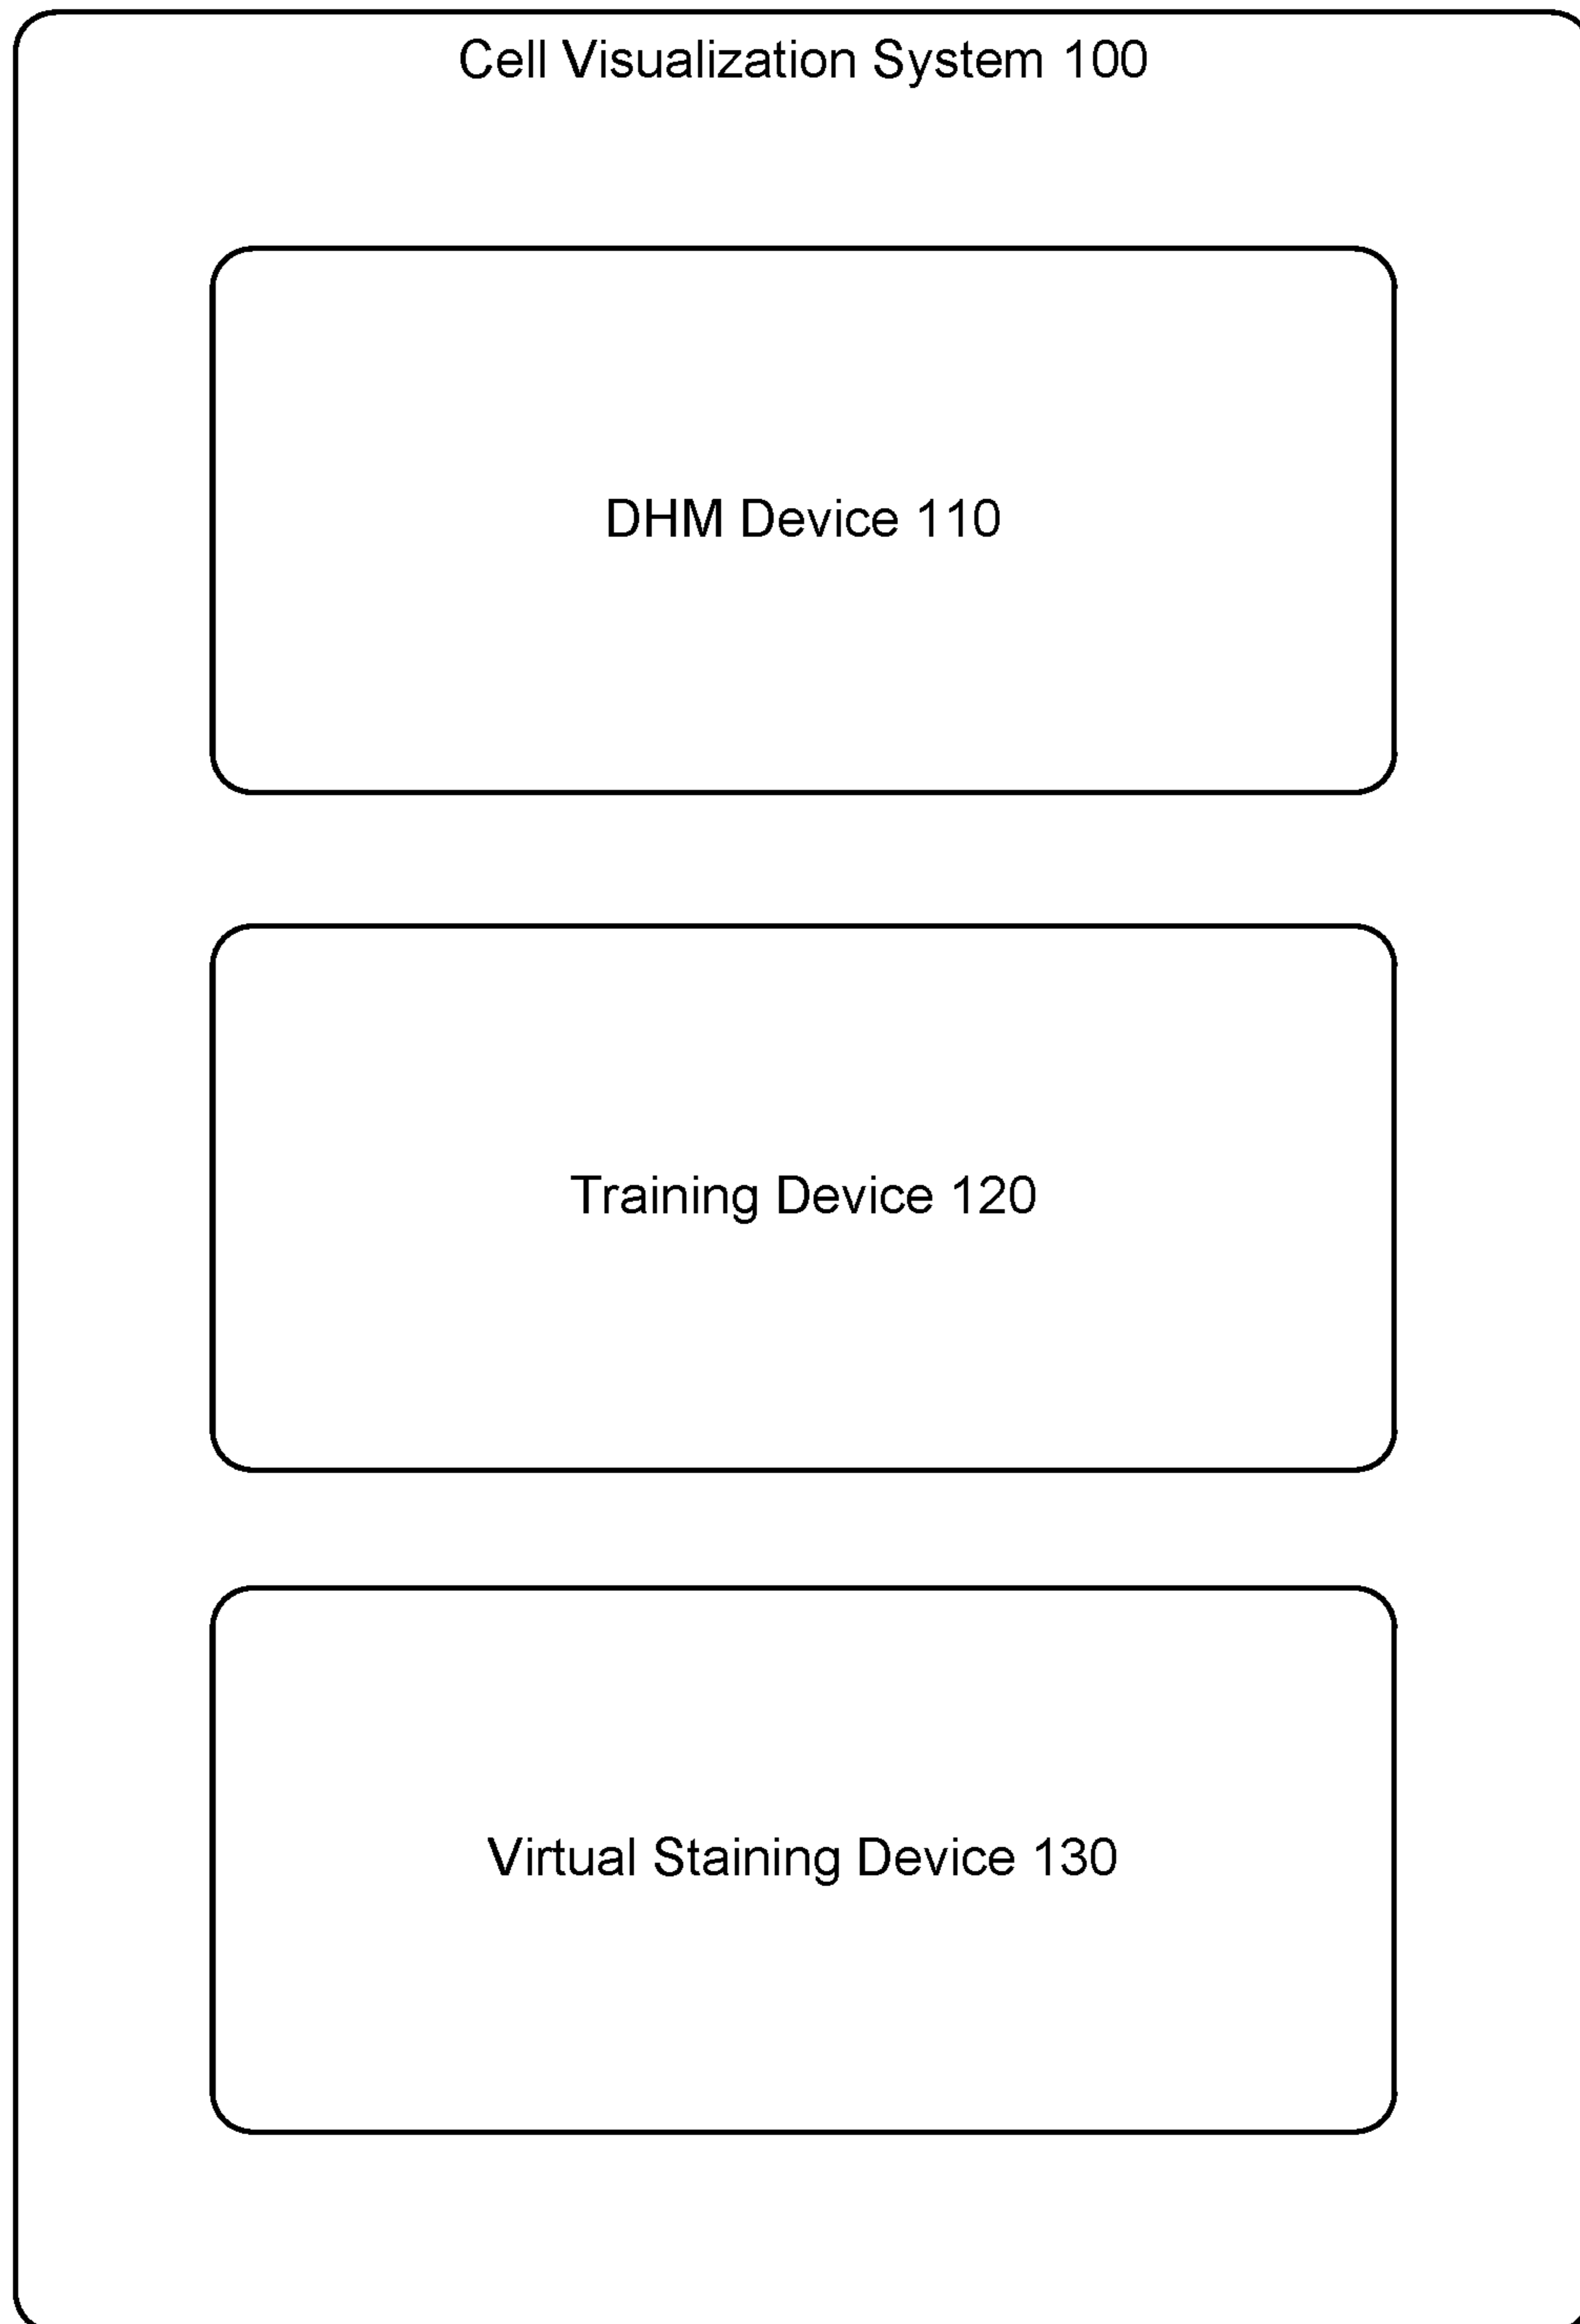 Cell Visualization System 100
DHM Device 110
Training Device 120
Virtual Staining Device 130